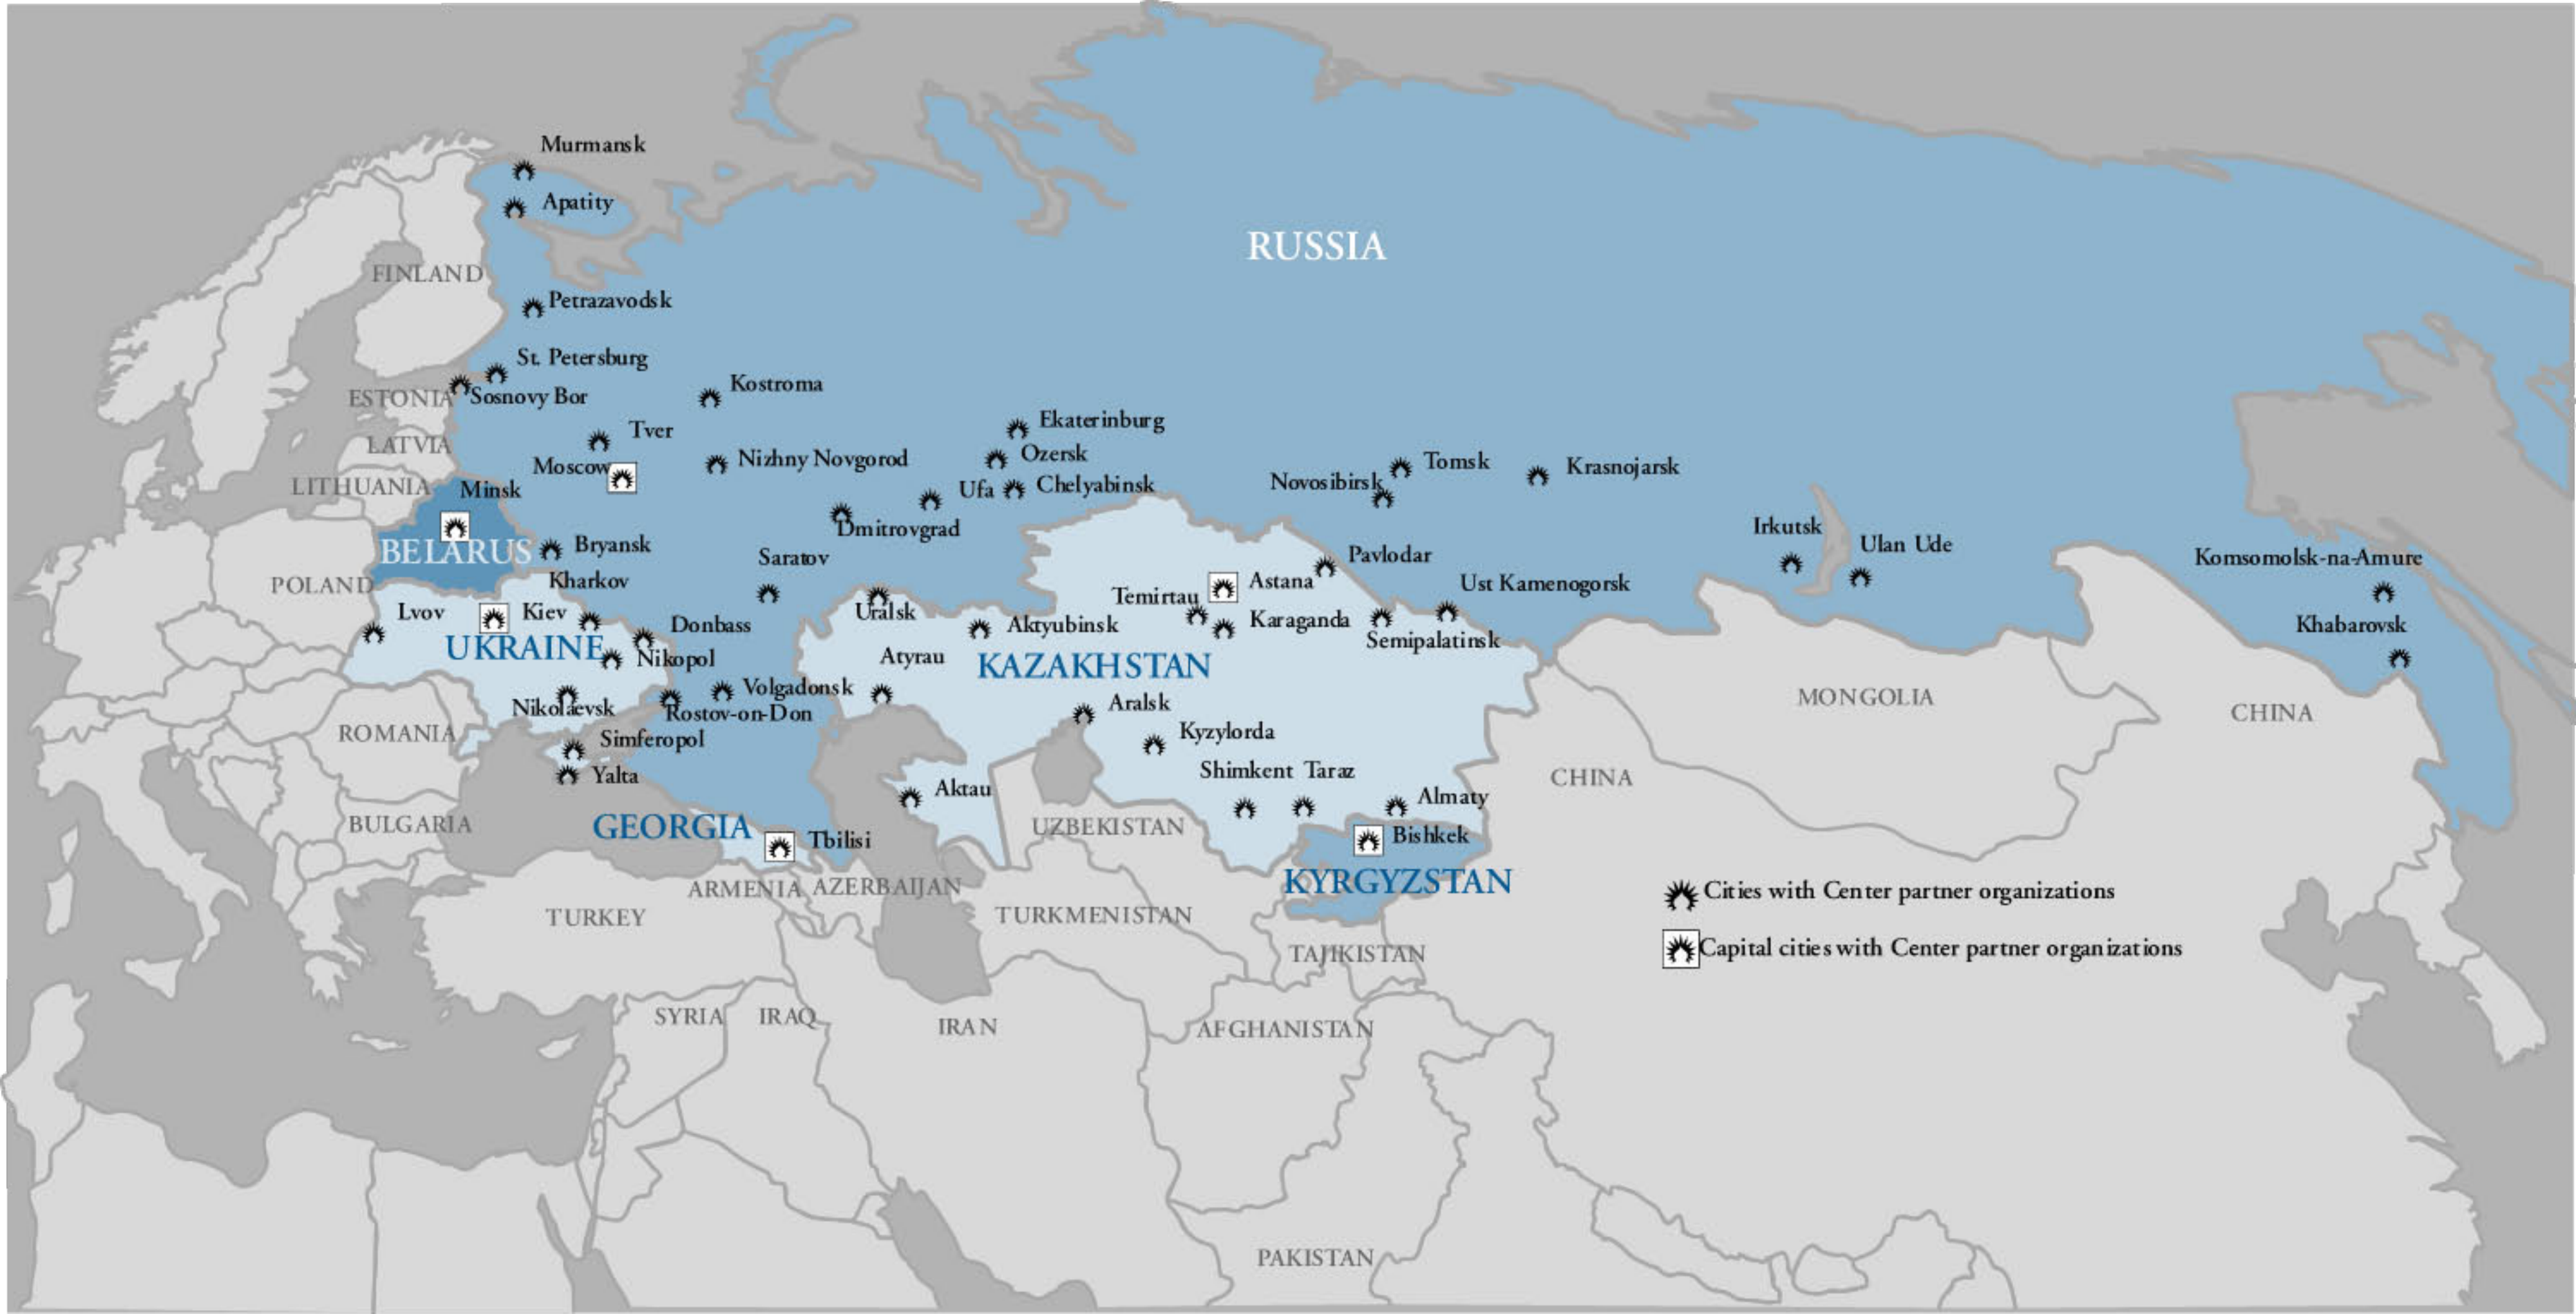 Murmansk
Apatity
RUSSIA
FINLAND
Petrazavodsk
St. Petersburg
Kostroma
ESTONIA
Sosnovy Bor
Ekaterinburg
Tver
LATVIA
Ozersk
Nizhny Novgorod
Tomsk
Krasnojarsk
Moscow
Novosibirsk
LITHUANIA
Minsk
Ufa
Chelyabinsk
Dmitrovgrad
Irkutsk
Ulan Ude
BELARUS
Bryansk
Saratov
Pavlodar
Komsomolsk-na-Amure
POLAND
Kharkov
Astana
Ust Kamenogorsk
Temirtau
Lvov
Kiev
Uralsk
Donbass
Aktyubinsk
Karaganda
Khabarovsk
UKRAINE
Semipalatinsk
Nikopol
Atyrau
KAZAKHSTAN
Volgadonsk
MONGOLIA
Nikolaevsk
Rostov-on-Don
Aralsk
CHINA
ROMANIA
Simferopol
Kyzylorda
Yalta
Shimkent
Taraz
CHINA
Aktau
Almaty
BULGARIA
GEORGIA
UZBEKISTAN
Tbilisi
Bishkek
ARMENIA
AZERBAIJAN
KYRGYZSTAN
Cities with Center partner organizations
TURKEY
TURKMENISTAN
TAJIKISTAN
Capital cities with Center partner organizations
SYRIA
IRAQ
IRAN
AFGHANISTAN
PAKISTAN